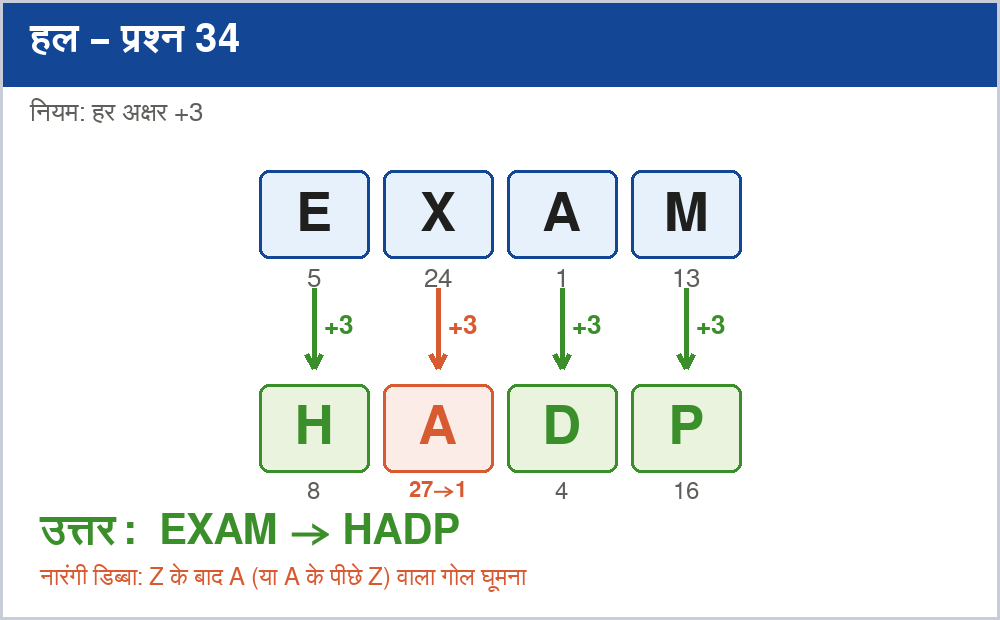 हल – प्रश्न 34
नियम: हर अक्षर +3
E X A M
5 24 1 13
+3 +3 +3 +3
H A D P
8 27→1 4 16
उत्तर : EXAM → HADP
नारंगी डिब्बा: Z के बाद A (या A के पीछे Z) वाला गोल घूमना